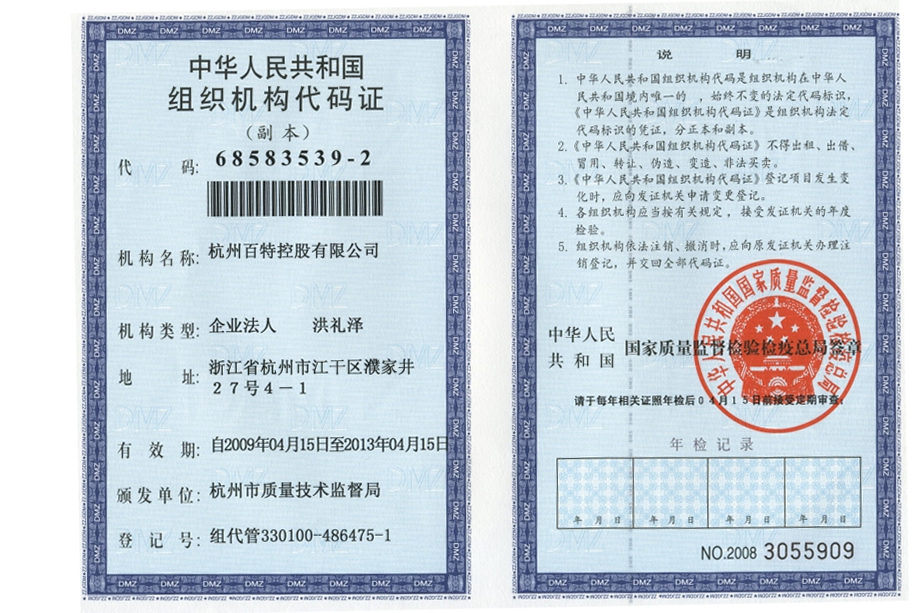 中华人民共和国
组织机构代码证
（副本）
代 码: 68583539-2
机构名称: 杭州百特控股有限公司
机构类型: 企业法人 洪礼泽
地 址: 浙江省杭州市江干区濮家井
27号4-1
有 效 期: 自2009年04月15日至2013年04月15日
颁发单位: 杭州市质量技术监督局
登 记 号: 组代管330100-486475-1
说 明
1. 中华人民共和国组织机构代码是组织机构在中华人
民共和国境内唯一的 ，始终不变的法定代码标识，
《中华人民共和国组织机构代码证》是组织机构法定
代码标识的凭证，分正本和副本。
2.《中华人民共和国组织机构代码证》不得出租、出借、
冒用、转让、伪造、变造、非法买卖。
3.《中华人民共和国组织机构代码证》登记项目发生变
化时，应向发证机关申请变更登记。
4. 各组织机构应当按有关规定，接受发证机关的年度
检验。
5. 组织机构依法注销、撤消时，应向原发证机关办理注
销登记，并交回全部代码证。
中华人民
共和国 国家质量监督检验检疫总局签章
中华人民共和国国家质量监督检验检疫总局
请于每年相关证照年检后04月15日前接受定期审查;
年检记录
年 月 日 年 月 日 年 月 日 年 月 日
NO.2008 3055909